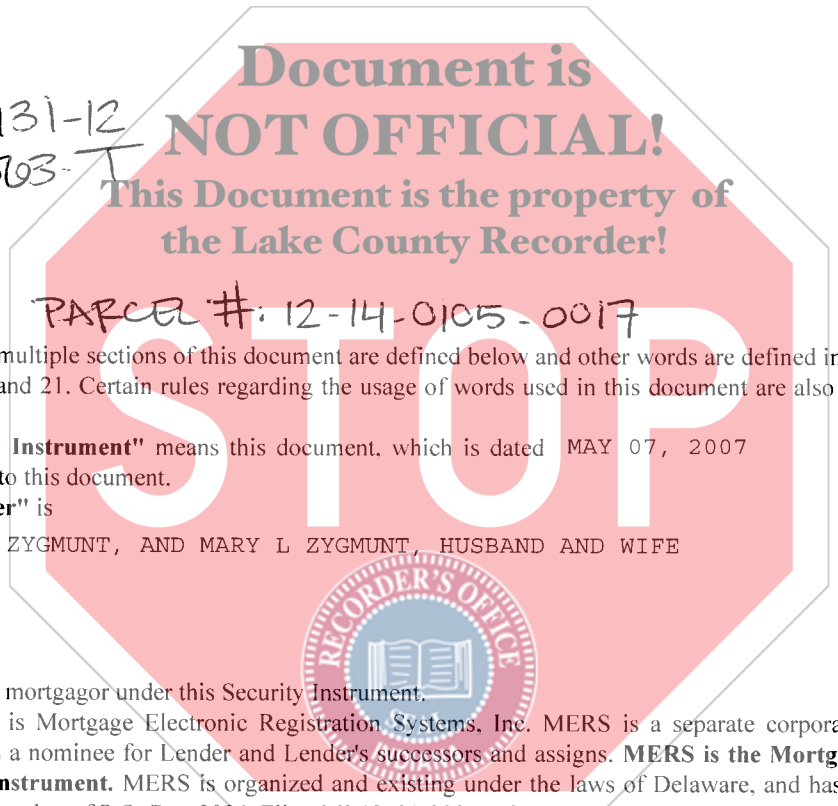 Document is
NOT OFFICIAL!
This Document is the property of
the Lake County Recorder!
131-12
PARCEL #: 12-14-0105-0017
STOP
multiple sections of this document are defined below and other words are defined in
and 21. Certain rules regarding the usage of words used in this document are also
Instrument" means this document, which is dated MAY 07, 2007
to this document.
er" is
ZYGMUNT, AND MARY L ZYGMUNT, HUSBAND AND WIFE
RECORDER'S OFFICE
mortgagor under this Security Instrument.
is Mortgage Electronic Registration Systems, Inc. MERS is a separate corpora
a nominee for Lender and Lender's successors and assigns. MERS is the Mortg
nstrument. MERS is organized and existing under the laws of Delaware, and has